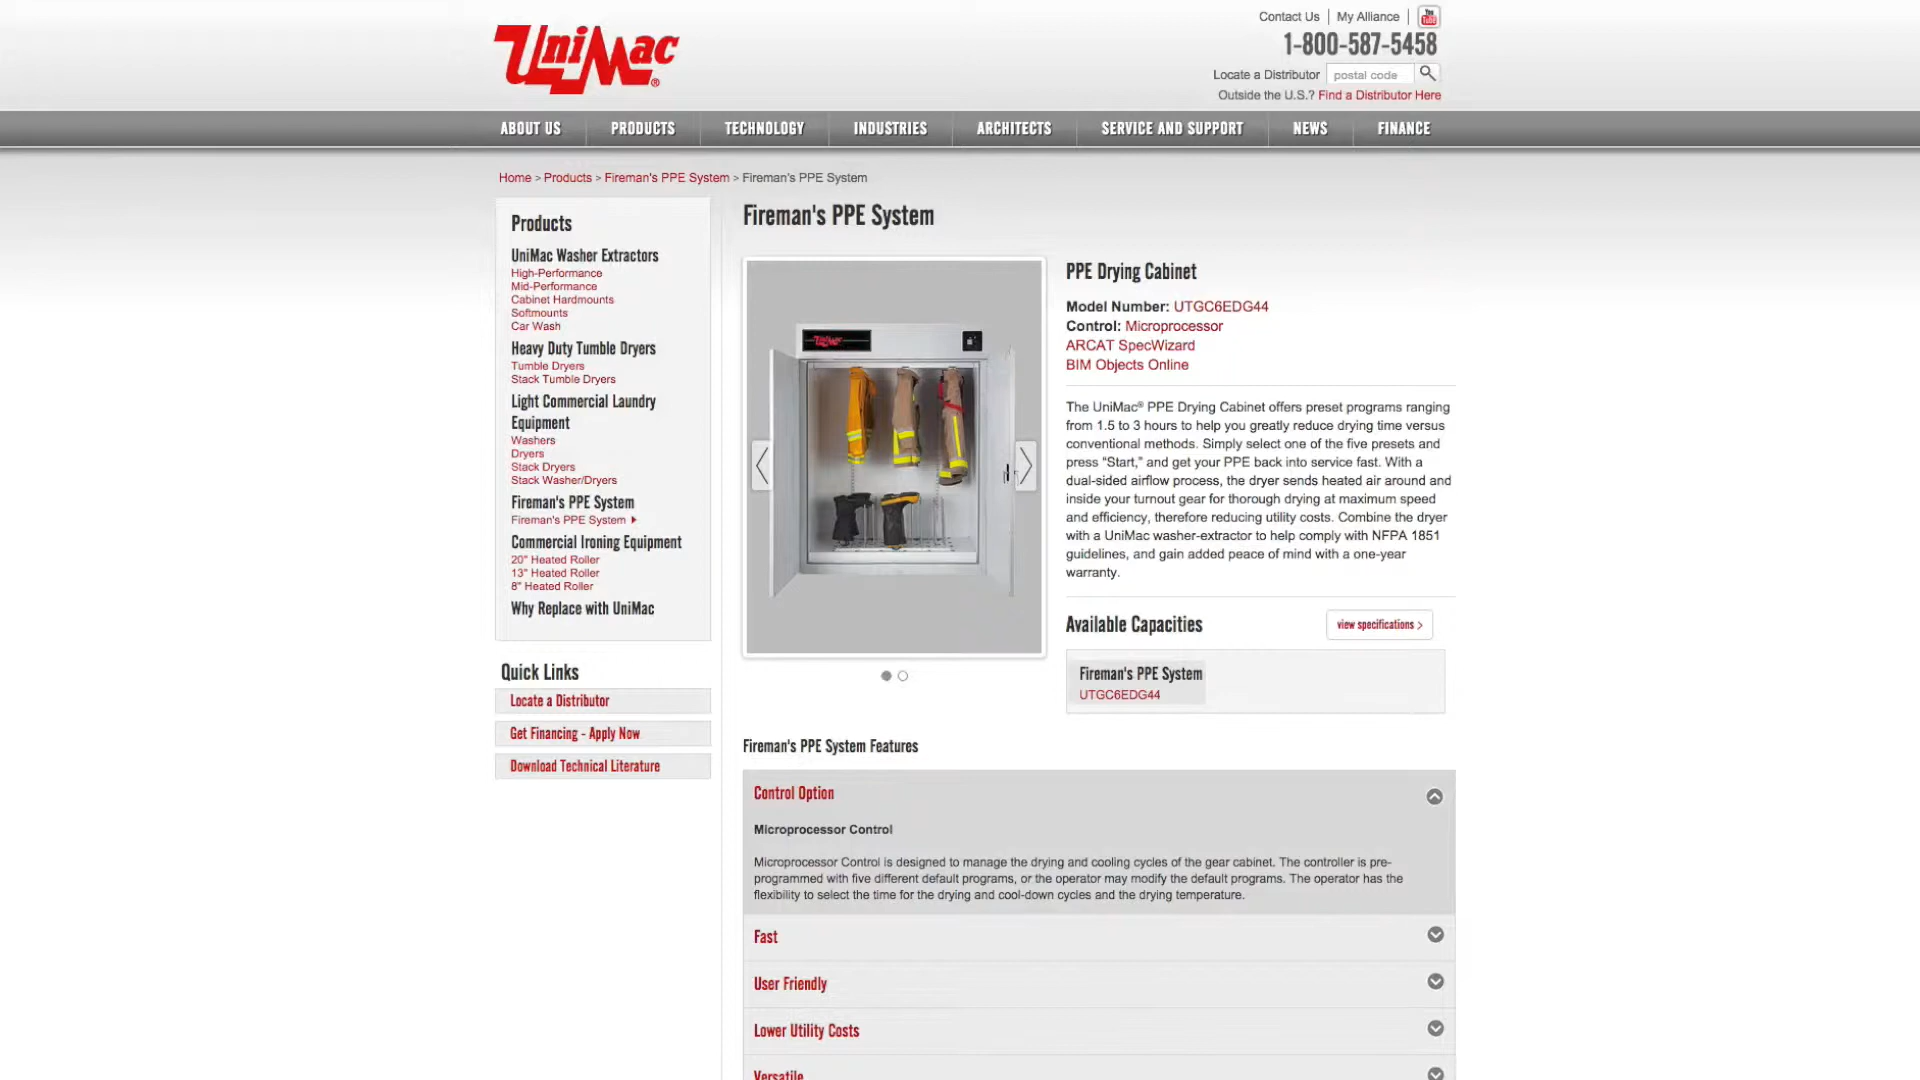 UniMac®
Contact Us | My Alliance | You Tube
1-800-587-5458
Locate a Distributor postal code
Outside the U.S.? Find a Distributor Here
ABOUT US PRODUCTS TECHNOLOGY INDUSTRIES ARCHITECTS SERVICE AND SUPPORT NEWS FINANCE
Home > Products > Fireman's PPE System > Fireman's PPE System
Products
UniMac Washer Extractors
High-Performance
Mid-Performance
Cabinet Hardmounts
Softmounts
Car Wash
Heavy Duty Tumble Dryers
Tumble Dryers
Stack Tumble Dryers
Light Commercial Laundry
Equipment
Washers
Dryers
Stack Dryers
Stack Washer/Dryers
Fireman's PPE System
Fireman's PPE System
Commercial Ironing Equipment
20" Heated Roller
13" Heated Roller
8" Heated Roller
Why Replace with UniMac
Quick Links
Locate a Distributor
Get Financing - Apply Now
Download Technical Literature
Fireman's PPE System
UniMac
PPE Drying Cabinet
Model Number: UTGC6EDG44
Control: Microprocessor
ARCAT SpecWizard
BIM Objects Online
The UniMac® PPE Drying Cabinet offers preset programs ranging
from 1.5 to 3 hours to help you greatly reduce drying time versus
conventional methods. Simply select one of the five presets and
press "Start," and get your PPE back into service fast. With a
dual-sided airflow process, the dryer sends heated air around and
inside your turnout gear for thorough drying at maximum speed
and efficiency, therefore reducing utility costs. Combine the dryer
with a UniMac washer-extractor to help comply with NFPA 1851
guidelines, and gain added peace of mind with a one-year
warranty.
Available Capacities
view specifications >
Fireman's PPE System
UTGC6EDG44
Fireman's PPE System Features
Control Option
Microprocessor Control
Microprocessor Control is designed to manage the drying and cooling cycles of the gear cabinet. The controller is pre-
programmed with five different default programs, or the operator may modify the default programs. The operator has the
flexibility to select the time for the drying and cool-down cycles and the drying temperature.
Fast
User Friendly
Lower Utility Costs
Versatile